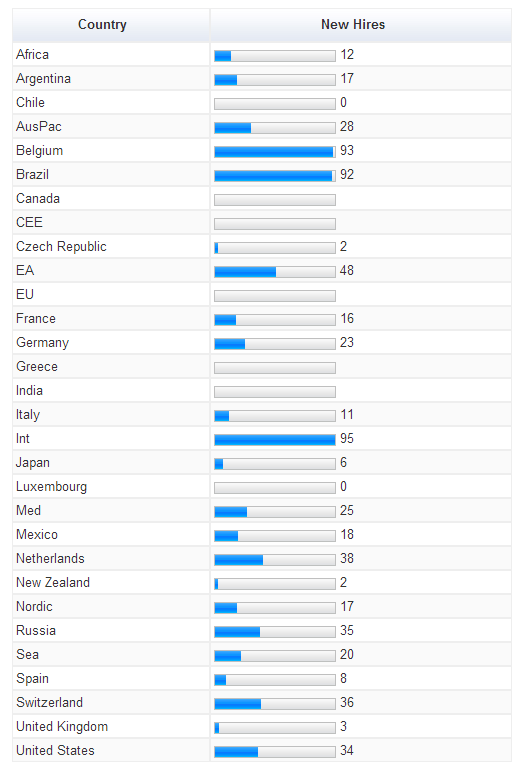 Country New Hires
Africa 12
Argentina 17
Chile 0
AusPac 28
Belgium 93
Brazil 92
Canada
CEE
Czech Republic 2
EA 48
EU
France 16
Germany 23
Greece
India
Italy 11
Int 95
Japan 6
Luxembourg 0
Med 25
Mexico 18
Netherlands 38
New Zealand 2
Nordic 17
Russia 35
Sea 20
Spain 8
Switzerland 36
United Kingdom 3
United States 34